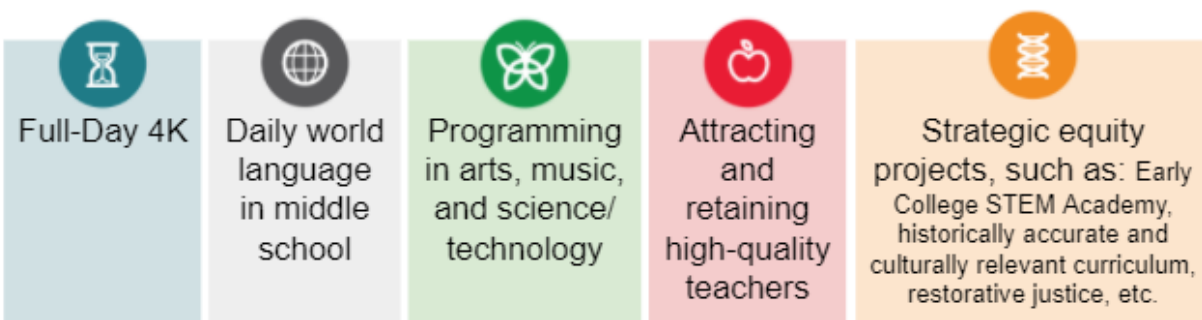 Full-Day 4K
Daily world
language
in middle
school
Programming
in arts, music,
and science/
technology
Attracting
and
retaining
high-quality
teachers
Strategic equity
projects, such as: Early
College STEM Academy,
historically accurate and
culturally relevant curriculum,
restorative justice, etc.